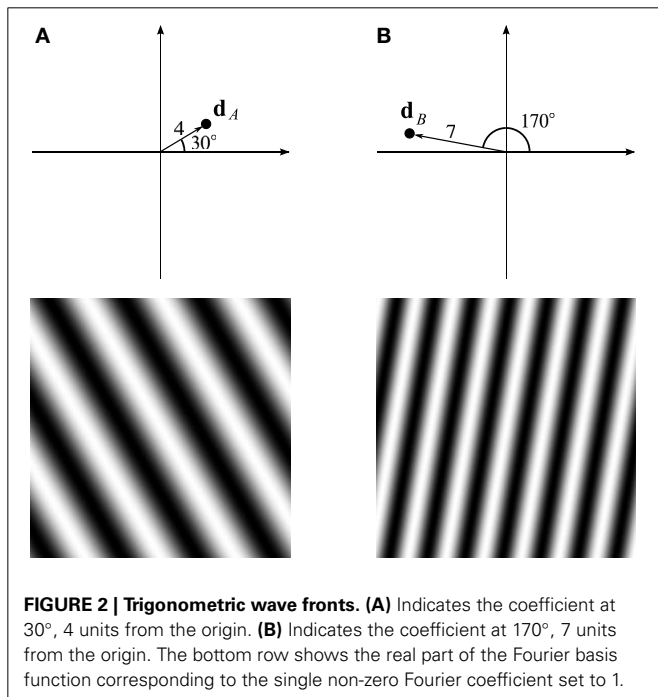 A
B
d A
4
30°
d B
7
170°
FIGURE 2 | Trigonometric wave fronts. (A) Indicates the coefficient at
30°, 4 units from the origin. (B) Indicates the coefficient at 170°, 7 units
from the origin. The bottom row shows the real part of the Fourier basis
function corresponding to the single non-zero Fourier coefficient set to 1.